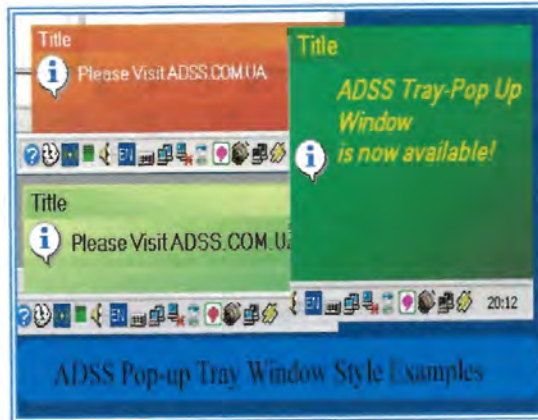 Title
Please Visit ADSS.COM.UA
EN
Title
Please Visit ADSS.COM.U
EN
Title
ADSS Tray-Pop Up
Window
is now available!
EN
20:12
ADSS Pop-up Tray Window Style Examples